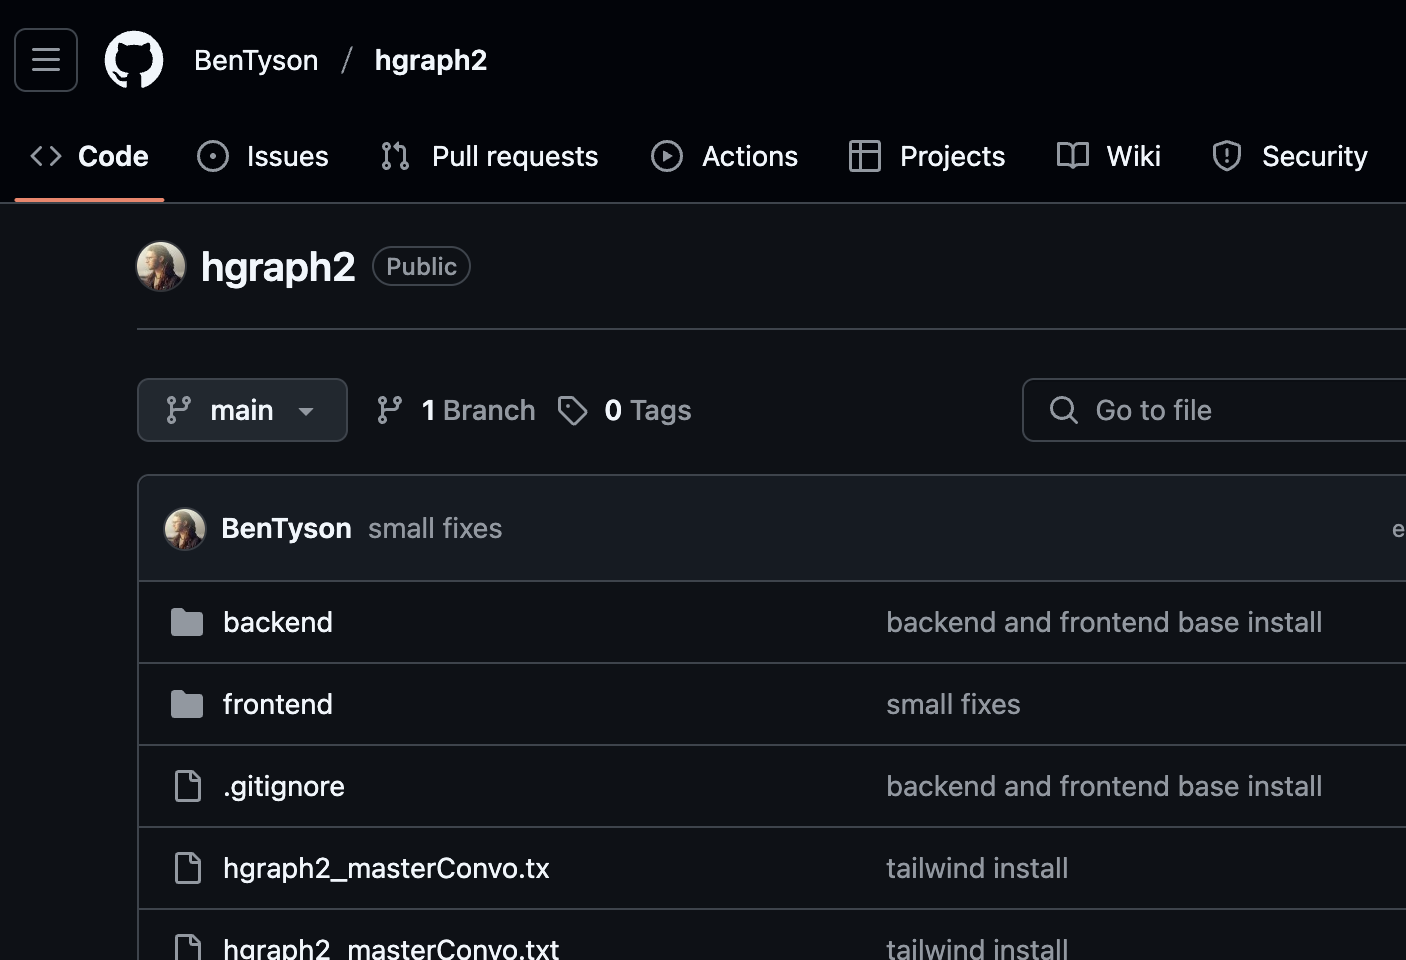 BenTyson / hgraph2
Code Issues Pull requests Actions Projects Wiki Security
hgraph2 Public
main 1 Branch 0 Tags Go to file
BenTyson small fixes e
backend backend and frontend base install
frontend small fixes
.gitignore backend and frontend base install
hgraph2_masterConvo.tx tailwind install
hgraph2_masterConvo.txt tailwind install